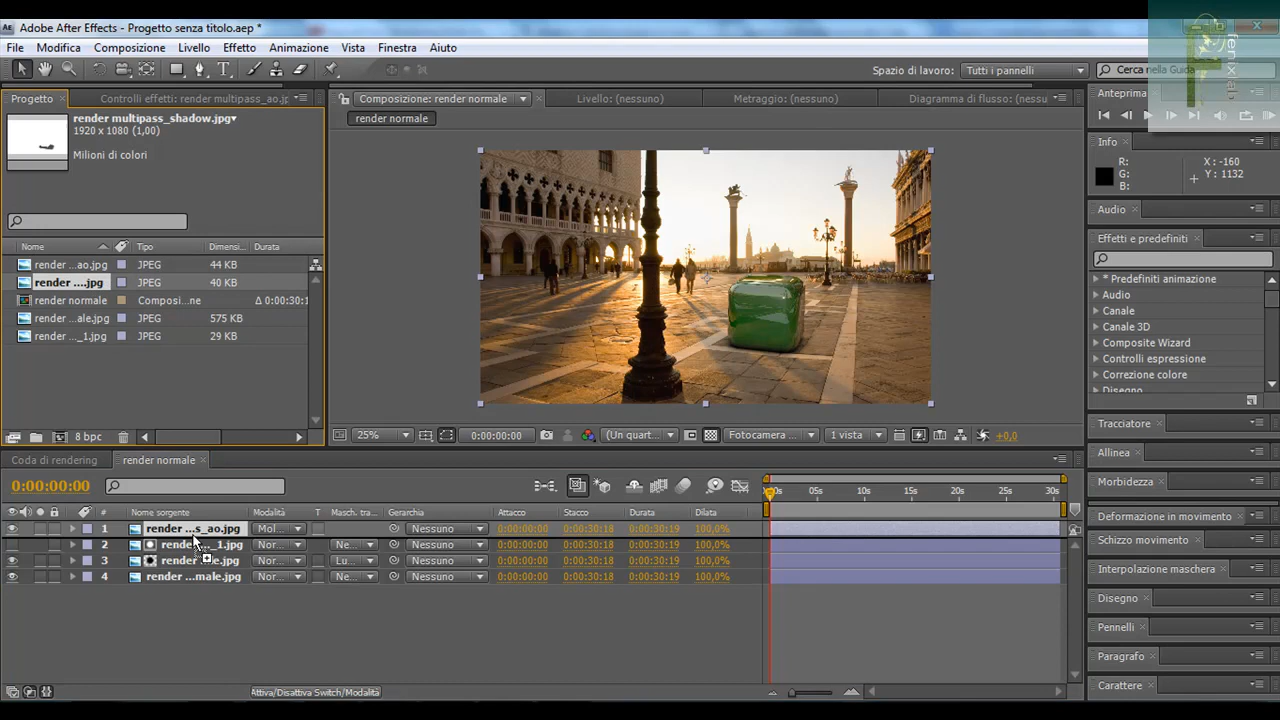 Adobe After Effects - Progetto senza titolo.aep *
File Modifica Composizione Livello Effetto Animazione Vista Finestra Aiuto
Spazio di lavoro: Tutti i pannelli Cerca nella Guida
fenixlab
Progetto Controlli effetti: render multipass_ao.jp
Composizione: render normale Livello: (nessuno) Metraggio: (nessuno) Diagramma di flusso: (nessu
Anteprima
render multipass_shadow.jpg
1920 x 1080 (1,00)
Milioni di colori
render normale
Info
R: X : -160
G: Y : 1132
B:
Audio
Effetti e predefiniti
* Predefiniti animazione
Audio
Canale
Canale 3D
Composite Wizard
Controlli espressione
Correzione colore
Disegno
Nome Tipo Dimensi... Durata
render ...ao.jpg JPEG 44 KB
render ....jpg JPEG 40 KB
render normale Composi...ne Δ 0:00:30:1
render ...ale.jpg JPEG 575 KB
render ..._1.jpg JPEG 29 KB
8 bpc
25% 0:00:00:00 (Un quart... Fotocamera ... 1 vista +0,0
Tracciatore
Allinea
Morbidezza
Deformazione in movimento
Schizzo movimento
Interpolazione maschera
Disegno
Pennelli
Paragrafo
Carattere
Coda di rendering render normale
0:00:00:00
05s 10s 15s 20s 25s 30s
# Nome sorgente Modalità T Masch. tra... Gerarchia Attacco Stacco Durata Dilata
1 render ...s_ao.jpg Mol... Nessuno 0:00:00:00 0:00:30:18 0:00:30:19 100,0%
2 _1.jpg Nor... Ne... Nessuno 0:00:00:00 0:00:30:18 0:00:30:19 100,0%
3 Nor... Lu... Nessuno 0:00:00:00 0:00:30:18 0:00:30:19 100,0%
4 render ...male.jpg Nor... Ne... Nessuno 0:00:00:00 0:00:30:18 0:00:30:19 100,0%
Attiva/Disattiva Switch/Modalità